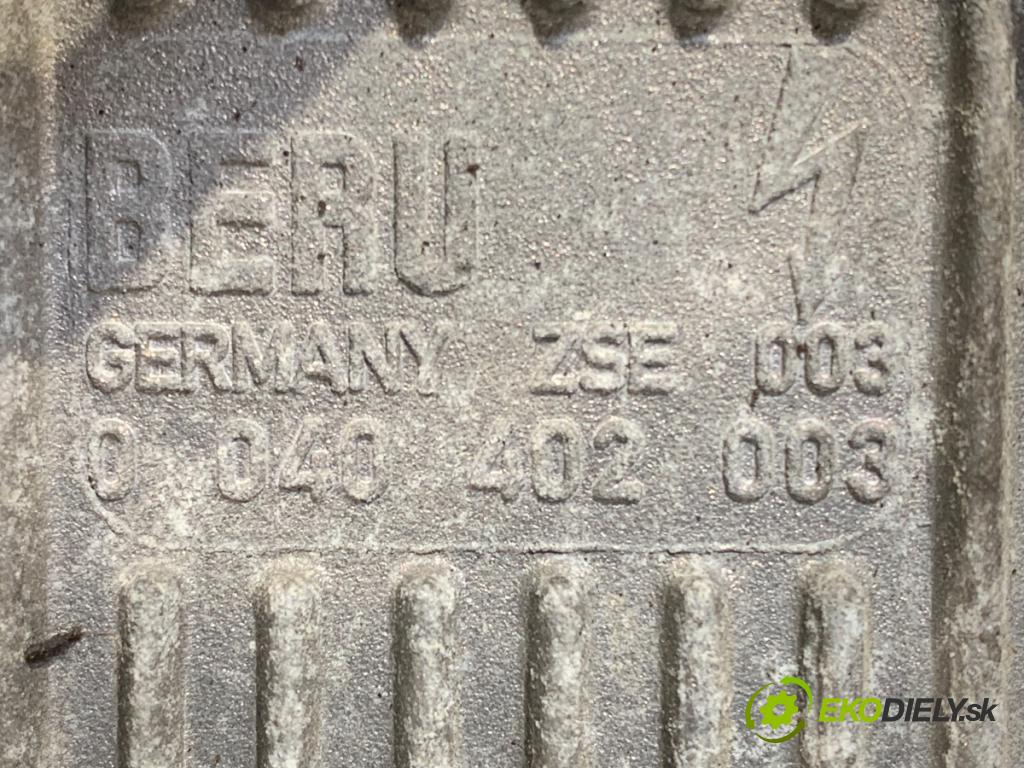 BERU
GERMANY ZSE 003
0 040 402 003
EKODIELY.sk